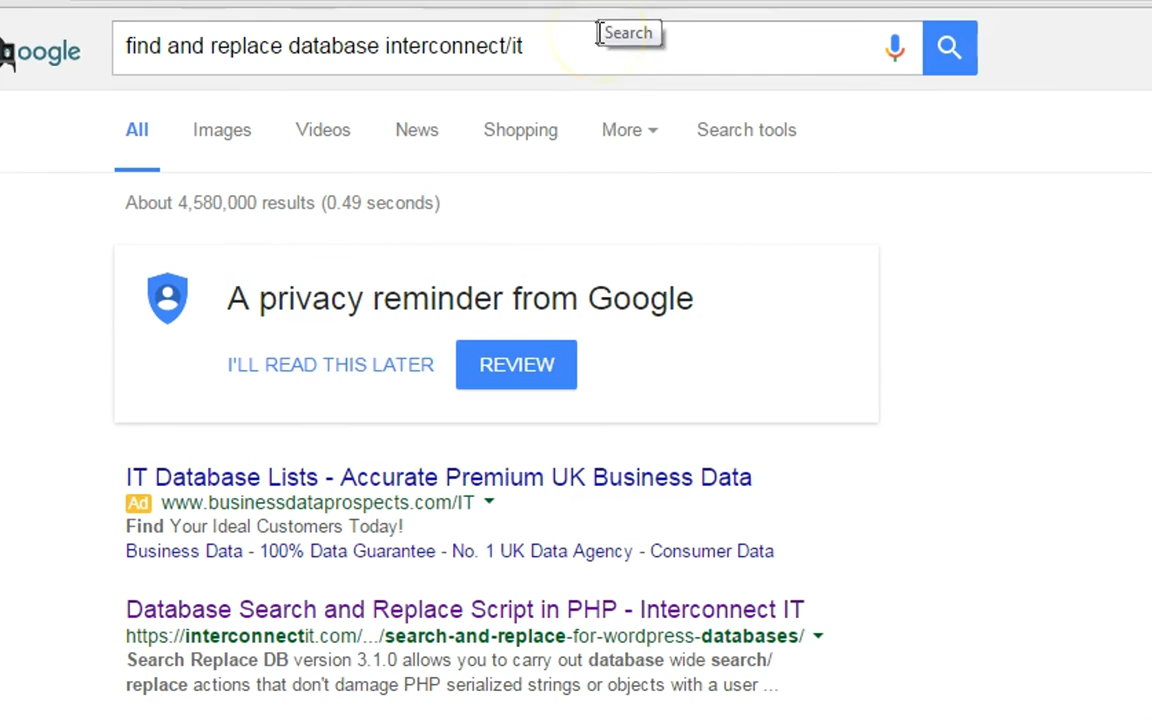 oogle
find and replace database interconnect/it
Search
All Images Videos News Shopping More Search tools
About 4,580,000 results (0.49 seconds)
A privacy reminder from Google
I'LL READ THIS LATER REVIEW
IT Database Lists - Accurate Premium UK Business Data
Ad www.businessdataprospects.com/IT
Find Your Ideal Customers Today!
Business Data - 100% Data Guarantee - No. 1 UK Data Agency - Consumer Data
Database Search and Replace Script in PHP - Interconnect IT
https://interconnectit.com/.../search-and-replace-for-wordpress-databases/
Search Replace DB version 3.1.0 allows you to carry out database wide search/
replace actions that don't damage PHP serialized strings or objects with a user ...